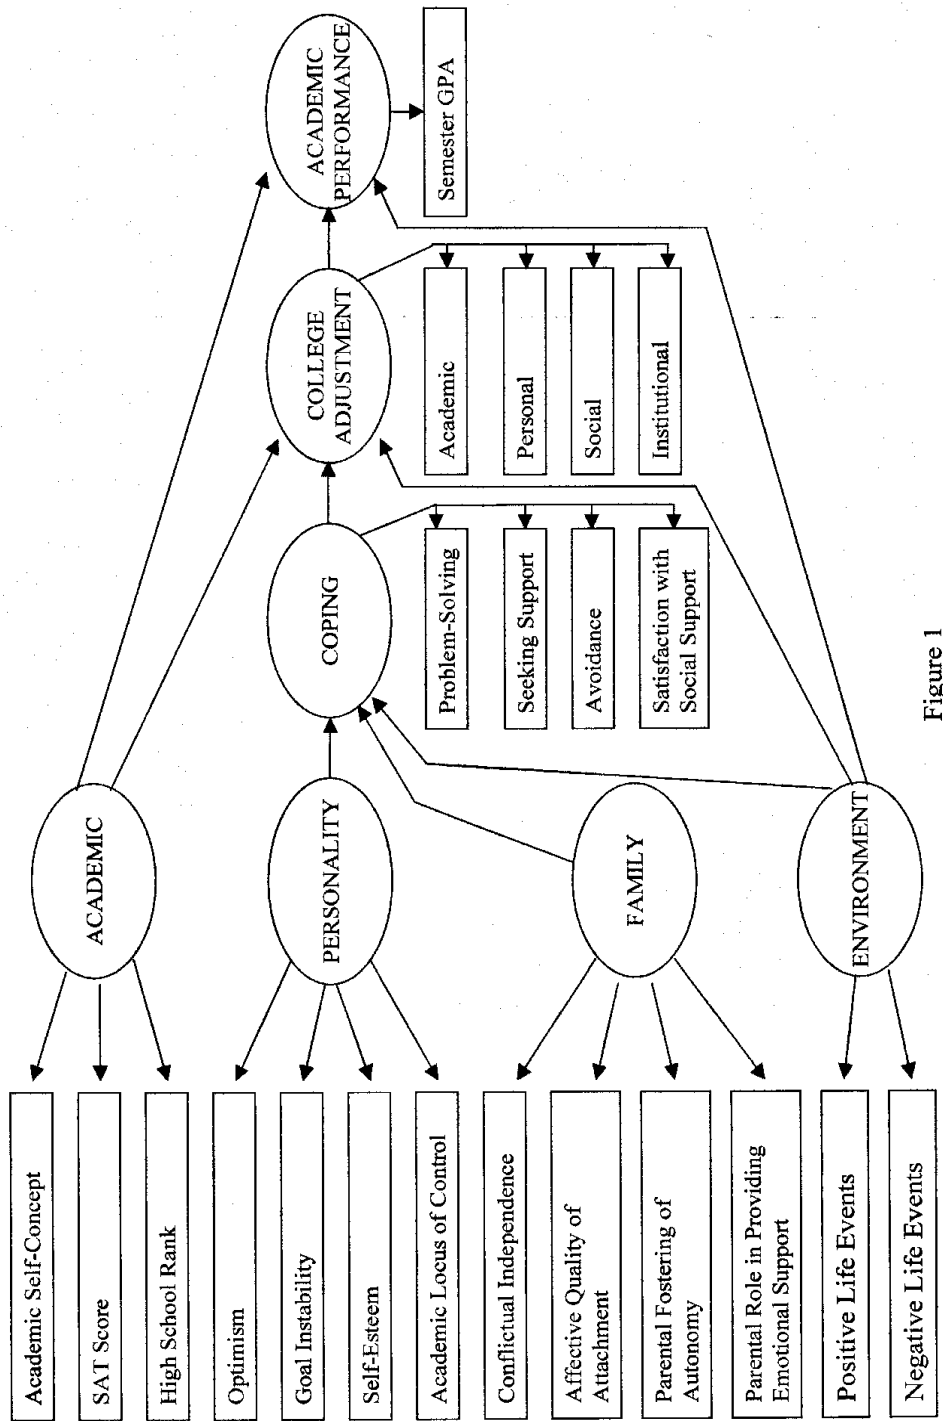 Academic Self-Concept
SAT Score
High School Rank
Optimism
Goal Instability
Self-Esteem
Academic Locus of Control
Conflictual Independence
Affective Quality of
Attachment
Parental Fostering of
Autonomy
Parental Role in Providing
Emotional Support
Positive Life Events
Negative Life Events
ACADEMIC
PERSONALITY
FAMILY
ENVIRONMENT
COPING
Problem-Solving
Seeking Support
Avoidance
Satisfaction with
Social Support
COLLEGE
ADJUSTMENT
Academic
Personal
Social
Institutional
ACADEMIC
PERFORMANCE
Semester GPA
Figure 1